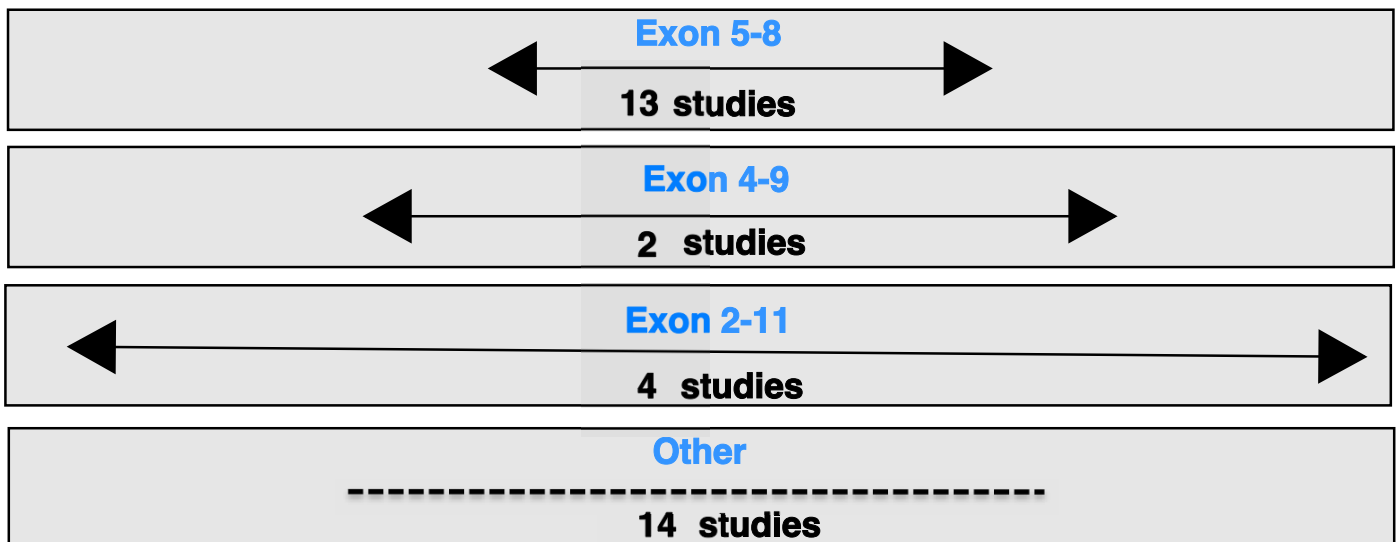 Exon 5-8
13 studies
Exon 4-9
2 studies
Exon 2-11
4 studies
Other
14 studies